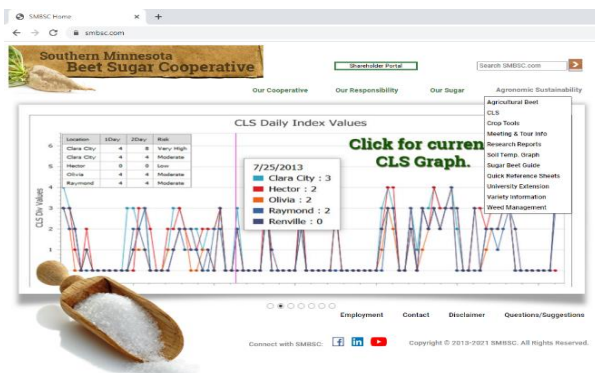 SMBSC Home
smbsc.com
Southern Minnesota
Beet Sugar Cooperative
Shareholder Portal
Search SMBSC.com
Our Cooperative Our Responsibility Our Sugar Agronomic Sustainability
Agricultural Beet
CLS
Crop Tools
Meeting & Tour Info
Research Reports
Soil Temp. Graph
Sugar Beet Guide
Quick Reference Sheets
University Extension
Variety Information
Weed Management
CLS Daily Index Values
Location 1Day 2Day Risk
Clara City 4 8 Very High
Clara City 4 4 Moderate
Hector 0 0 Low
Olivia 4 4 Moderate
Raymond 4 4 Moderate
Click for curren
CLS Graph.
7/25/2013
Clara City : 3
Hector : 2
Olivia : 2
Raymond : 2
Renville : 0
CLS Div Values
6
5
4
3
2
1
Employment Contact Disclaimer Questions/Suggestions
Connect with SMBSC:
Copyright © 2013-2021 SMBSC. All Rights Reserved.